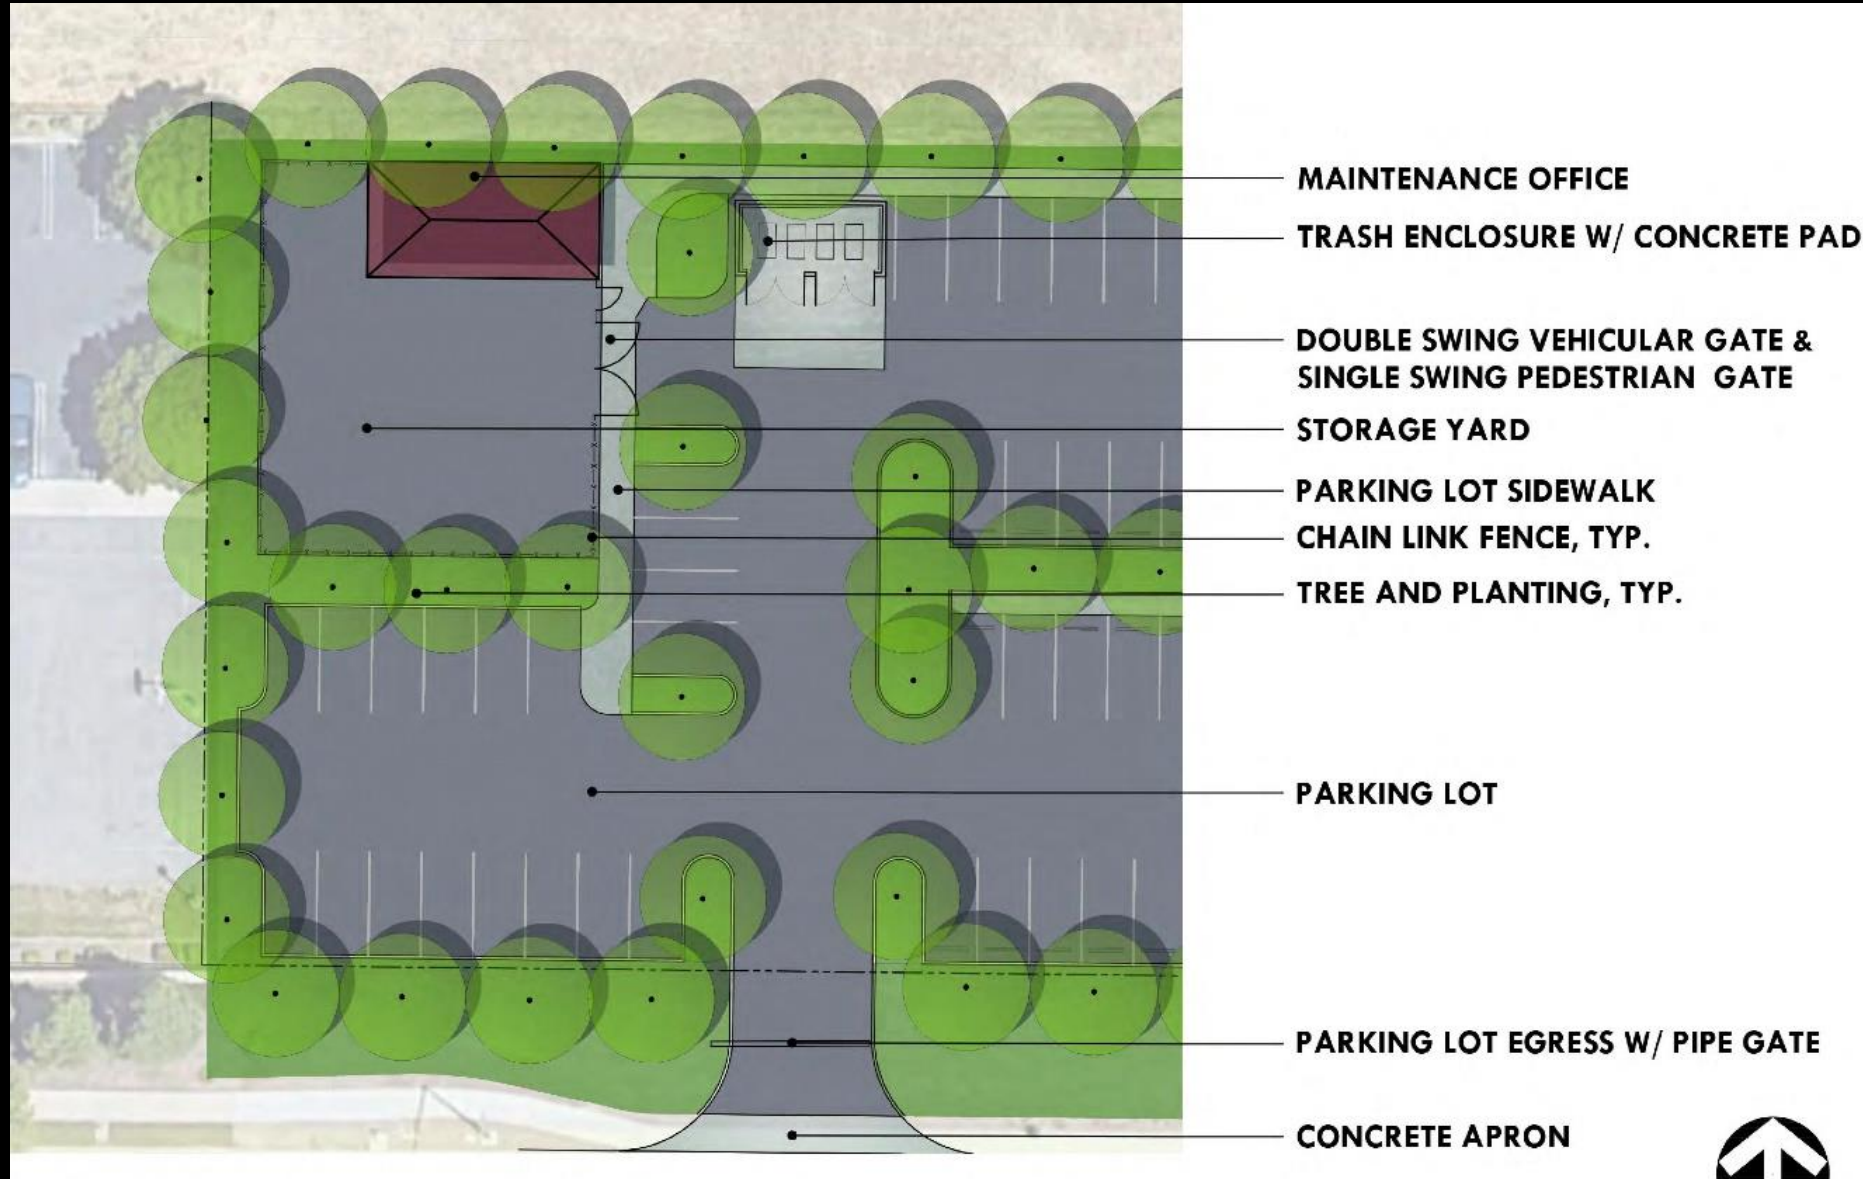 MAINTENANCE OFFICE
TRASH ENCLOSURE W/ CONCRETE PAD
DOUBLE SWING VEHICULAR GATE &
SINGLE SWING PEDESTRIAN GATE
STORAGE YARD
PARKING LOT SIDEWALK
CHAIN LINK FENCE, TYP.
TREE AND PLANTING, TYP.
PARKING LOT
PARKING LOT EGRESS W/ PIPE GATE
CONCRETE APRON